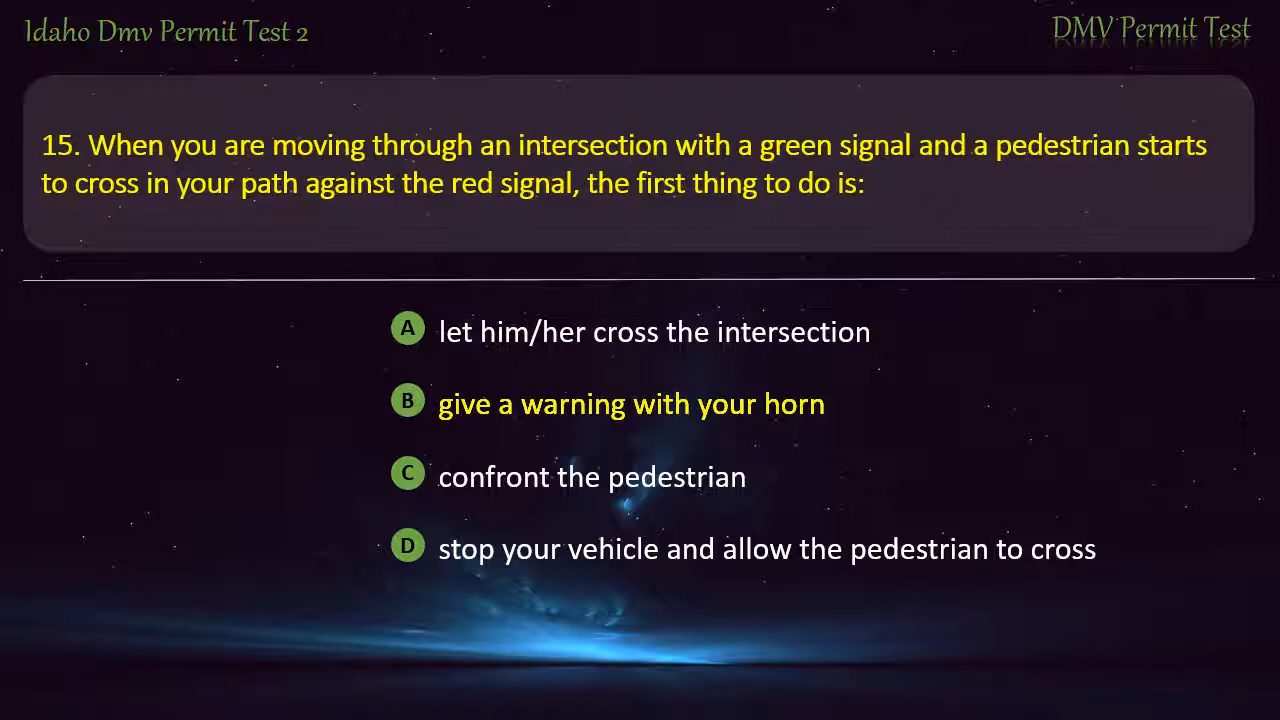 Idaho Dmv Permit Test 2
DMV Permit Test
15. When you are moving through an intersection with a green signal and a pedestrian starts
to cross in your path against the red signal, the first thing to do is:
A let him/her cross the intersection
B give a warning with your horn
C confront the pedestrian
D stop your vehicle and allow the pedestrian to cross